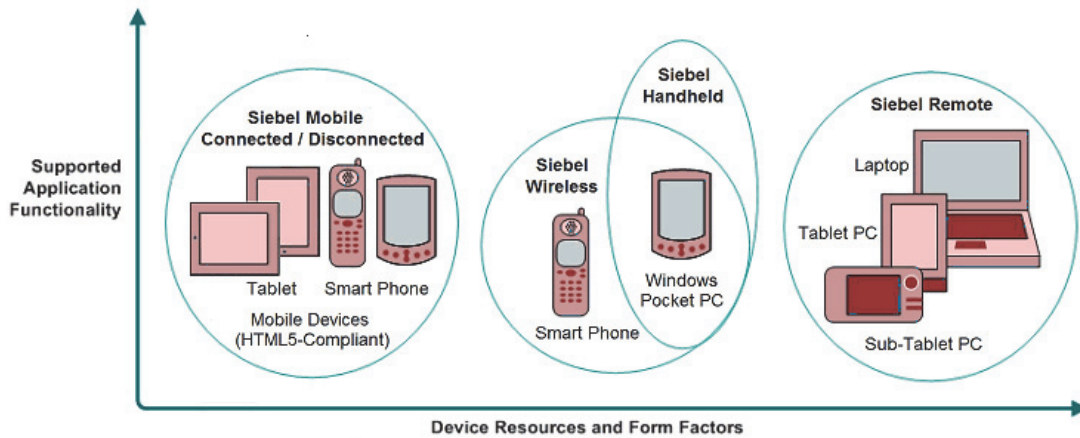 Supported
Application
Functionality
Siebel Mobile
Connected / Disconnected
Tablet
Smart Phone
Mobile Devices
(HTML5-Compliant)
Siebel
Wireless
Smart Phone
Siebel
Handheld
Windows
Pocket PC
Siebel Remote
Laptop
Tablet PC
Sub-Tablet PC
Device Resources and Form Factors